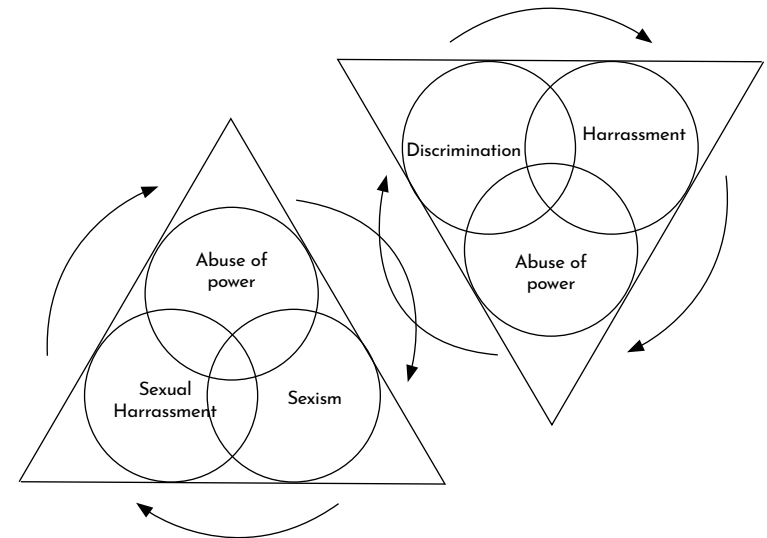 Discrimination
Harrassment
Abuse of
power
Abuse of
power
Sexual
Harrassment
Sexism